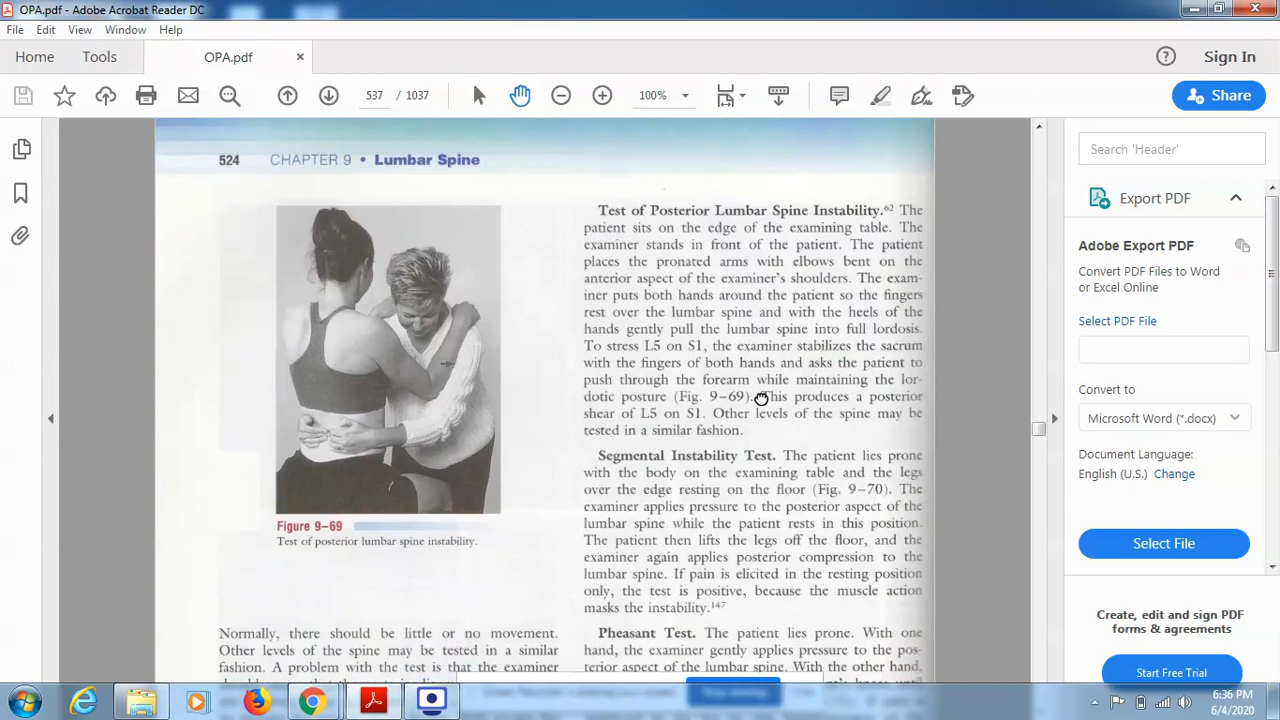 OPA.pdf - Adobe Acrobat Reader DC
File Edit View Window Help
Home Tools OPA.pdf × Sign In
537 / 1037 100% Share
524 CHAPTER 9 • Lumbar Spine
Figure 9–69
Test of posterior lumbar spine instability.
Normally, there should be little or no movement.
Other levels of the spine may be tested in a similar
fashion. A problem with the test is that the examiner
Test of Posterior Lumbar Spine Instability.62 The
patient sits on the edge of the examining table. The
examiner stands in front of the patient. The patient
places the pronated arms with elbows bent on the
anterior aspect of the examiner's shoulders. The exam-
iner puts both hands around the patient so the fingers
rest over the lumbar spine and with the heels of the
hands gently pull the lumbar spine into full lordosis.
To stress L5 on S1, the examiner stabilizes the sacrum
with the fingers of both hands and asks the patient to
push through the forearm while maintaining the lor-
dotic posture (Fig. 9–69). This produces a posterior
shear of L5 on S1. Other levels of the spine may be
tested in a similar fashion.
Segmental Instability Test. The patient lies prone
with the body on the examining table and the legs
over the edge resting on the floor (Fig. 9–70). The
examiner applies pressure to the posterior aspect of the
lumbar spine while the patient rests in this position.
The patient then lifts the legs off the floor, and the
examiner again applies posterior compression to the
lumbar spine. If pain is elicited in the resting position
only, the test is positive, because the muscle action
masks the instability.147
Pheasant Test. The patient lies prone. With one
hand, the examiner gently applies pressure to the pos-
terior aspect of the lumbar spine. With the other hand,
Search 'Header'
Export PDF
Adobe Export PDF
Convert PDF Files to Word
or Excel Online
Select PDF File
Convert to
Microsoft Word (*.docx)
Document Language:
English (U.S.) Change
Select File
Create, edit and sign PDF
forms & agreements
Start Free Trial
6:36 PM
6/4/2020